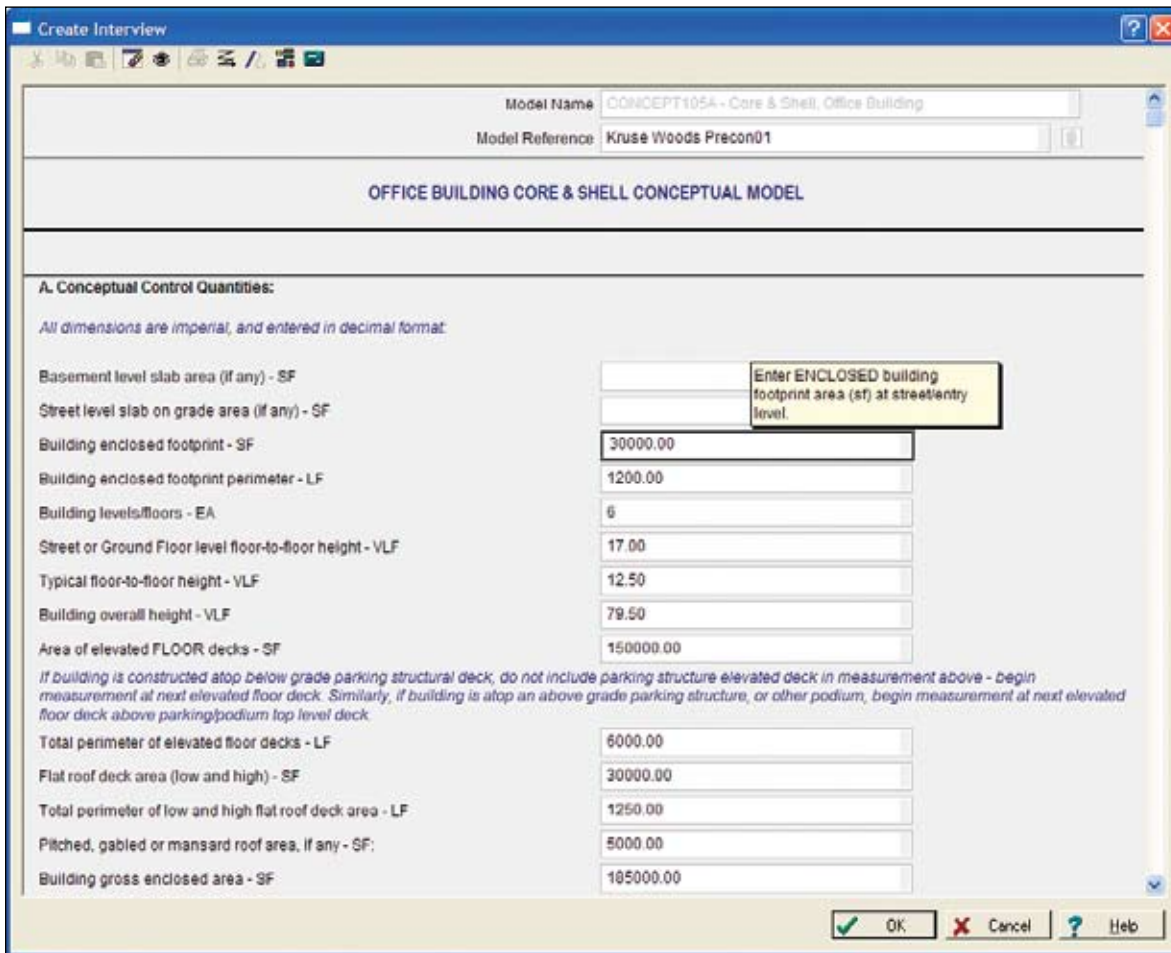 Create Interview
Model Name CONCEPT105A - Core & Shell, Office Building
Model Reference Kruse Woods Precon01
OFFICE BUILDING CORE & SHELL CONCEPTUAL MODEL
A. Conceptual Control Quantities:
All dimensions are imperial, and entered in decimal format:
Basement level slab area (if any) - SF
Enter ENCLOSED building
footprint area (sf) at street/entry
level.
Street level slab on grade area (if any) - SF
Building enclosed footprint - SF 30000.00
Building enclosed footprint perimeter - LF 1200.00
Building levels/floors - EA 6
Street or Ground Floor level floor-to-floor height - VLF 17.00
Typical floor-to-floor height - VLF 12.50
Building overall height - VLF 79.50
Area of elevated FLOOR decks - SF 150000.00
If building is constructed atop below grade parking structural deck, do not include parking structure elevated deck in measurement above - begin
measurement at next elevated floor deck. Similarly, if building is atop an above grade parking structure, or other podium, begin measurement at next elevated
floor deck above parking/podium top level deck.
Total perimeter of elevated floor decks - LF 6000.00
Flat roof deck area (low and high) - SF 30000.00
Total perimeter of low and high flat roof deck area - LF 1250.00
Pitched, gabled or mansard roof area, if any - SF: 5000.00
Building gross enclosed area - SF 185000.00
OK Cancel Help